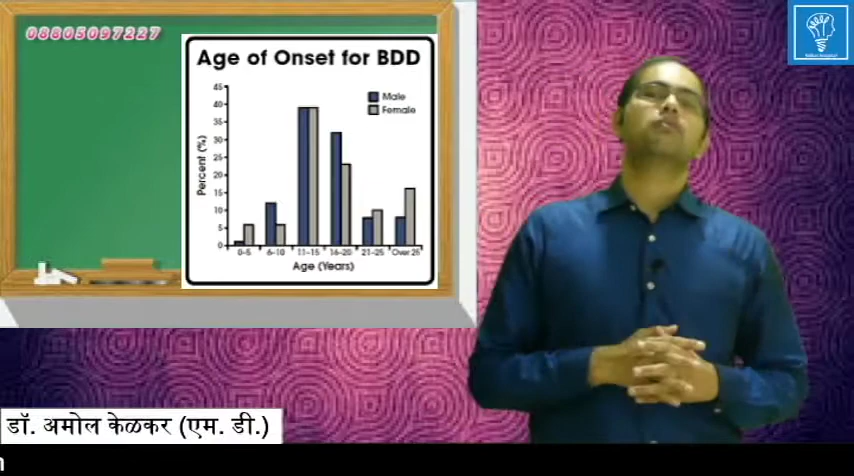 08805097227
Age of Onset for BDD
45
40
35
30
25
20
15
10
5
0
Percent (%)
Male
Female
0-5 6-10 11-15 16-20 21-25 Over 25
Age (Years)
डॉ. अमोल केळकर (एम. डी.)